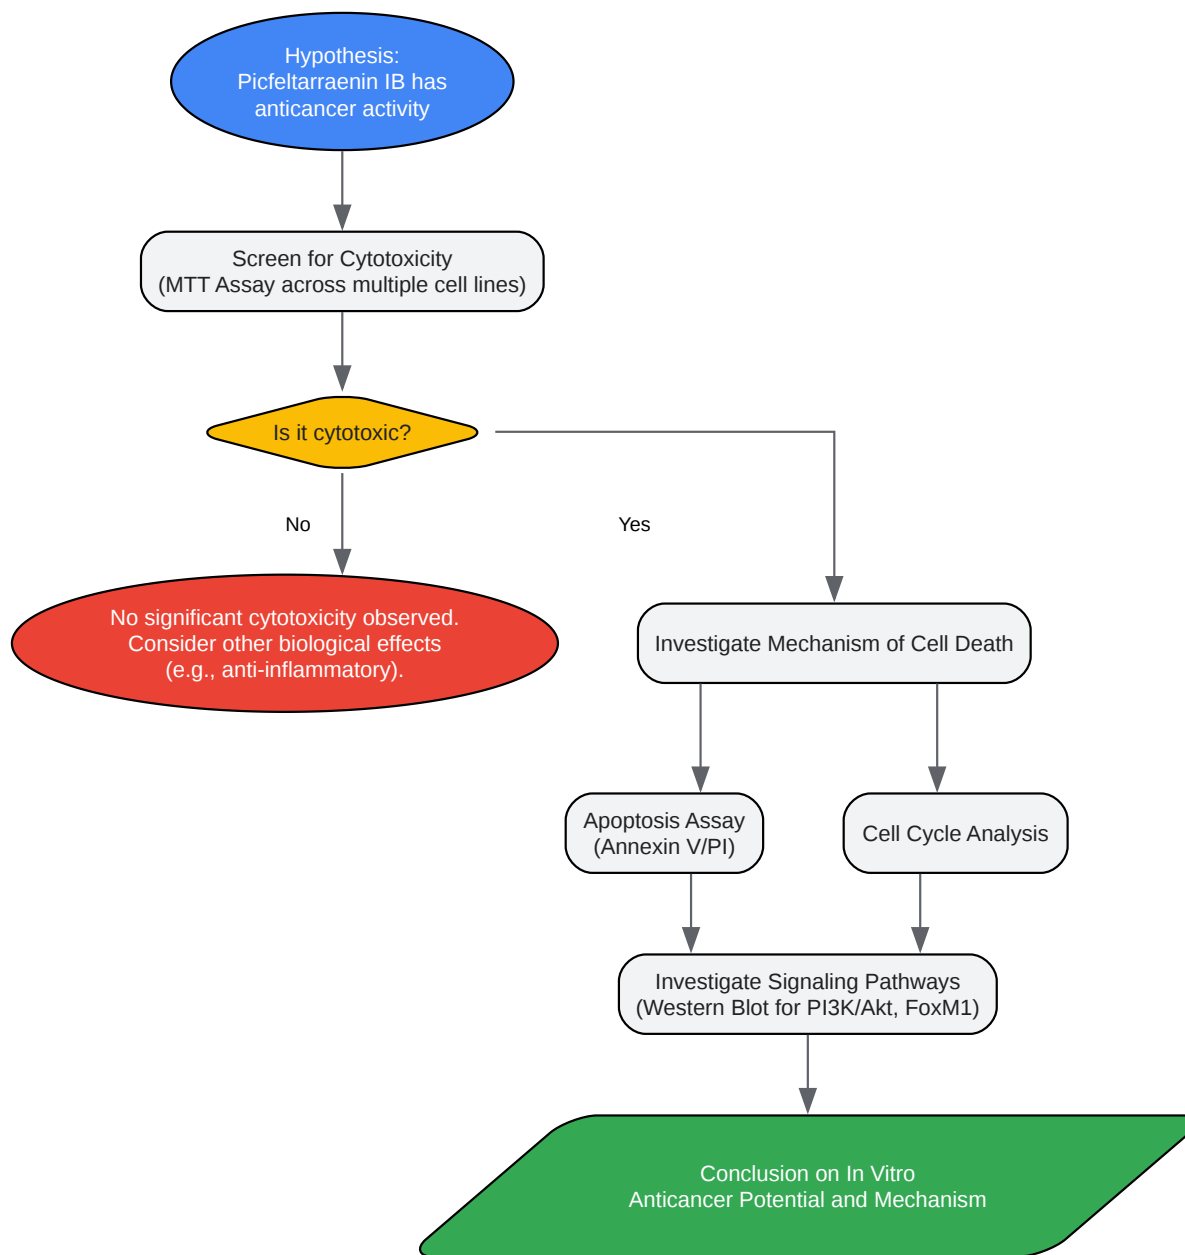 Hypothesis:
Picfeltarraenin IB has
anticancer activity
Screen for Cytotoxicity
(MTT Assay across multiple cell lines)
Is it cytotoxic?
No
Yes
No significant cytotoxicity observed.
Consider other biological effects
(e.g., anti-inflammatory).
Investigate Mechanism of Cell Death
Apoptosis Assay
(Annexin V/PI)
Cell Cycle Analysis
Investigate Signaling Pathways
(Western Blot for PI3K/Akt, FoxM1)
Conclusion on In Vitro
Anticancer Potential and Mechanism